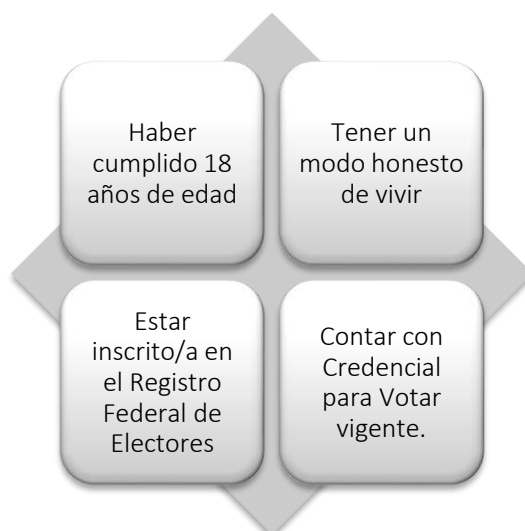 Haber
cumplido 18
años de edad
Tener un
modo honesto
de vivir
Estar
inscrito/a en
el Registro
Federal de
Electores
Contar con
Credencial
para Votar
vigente.